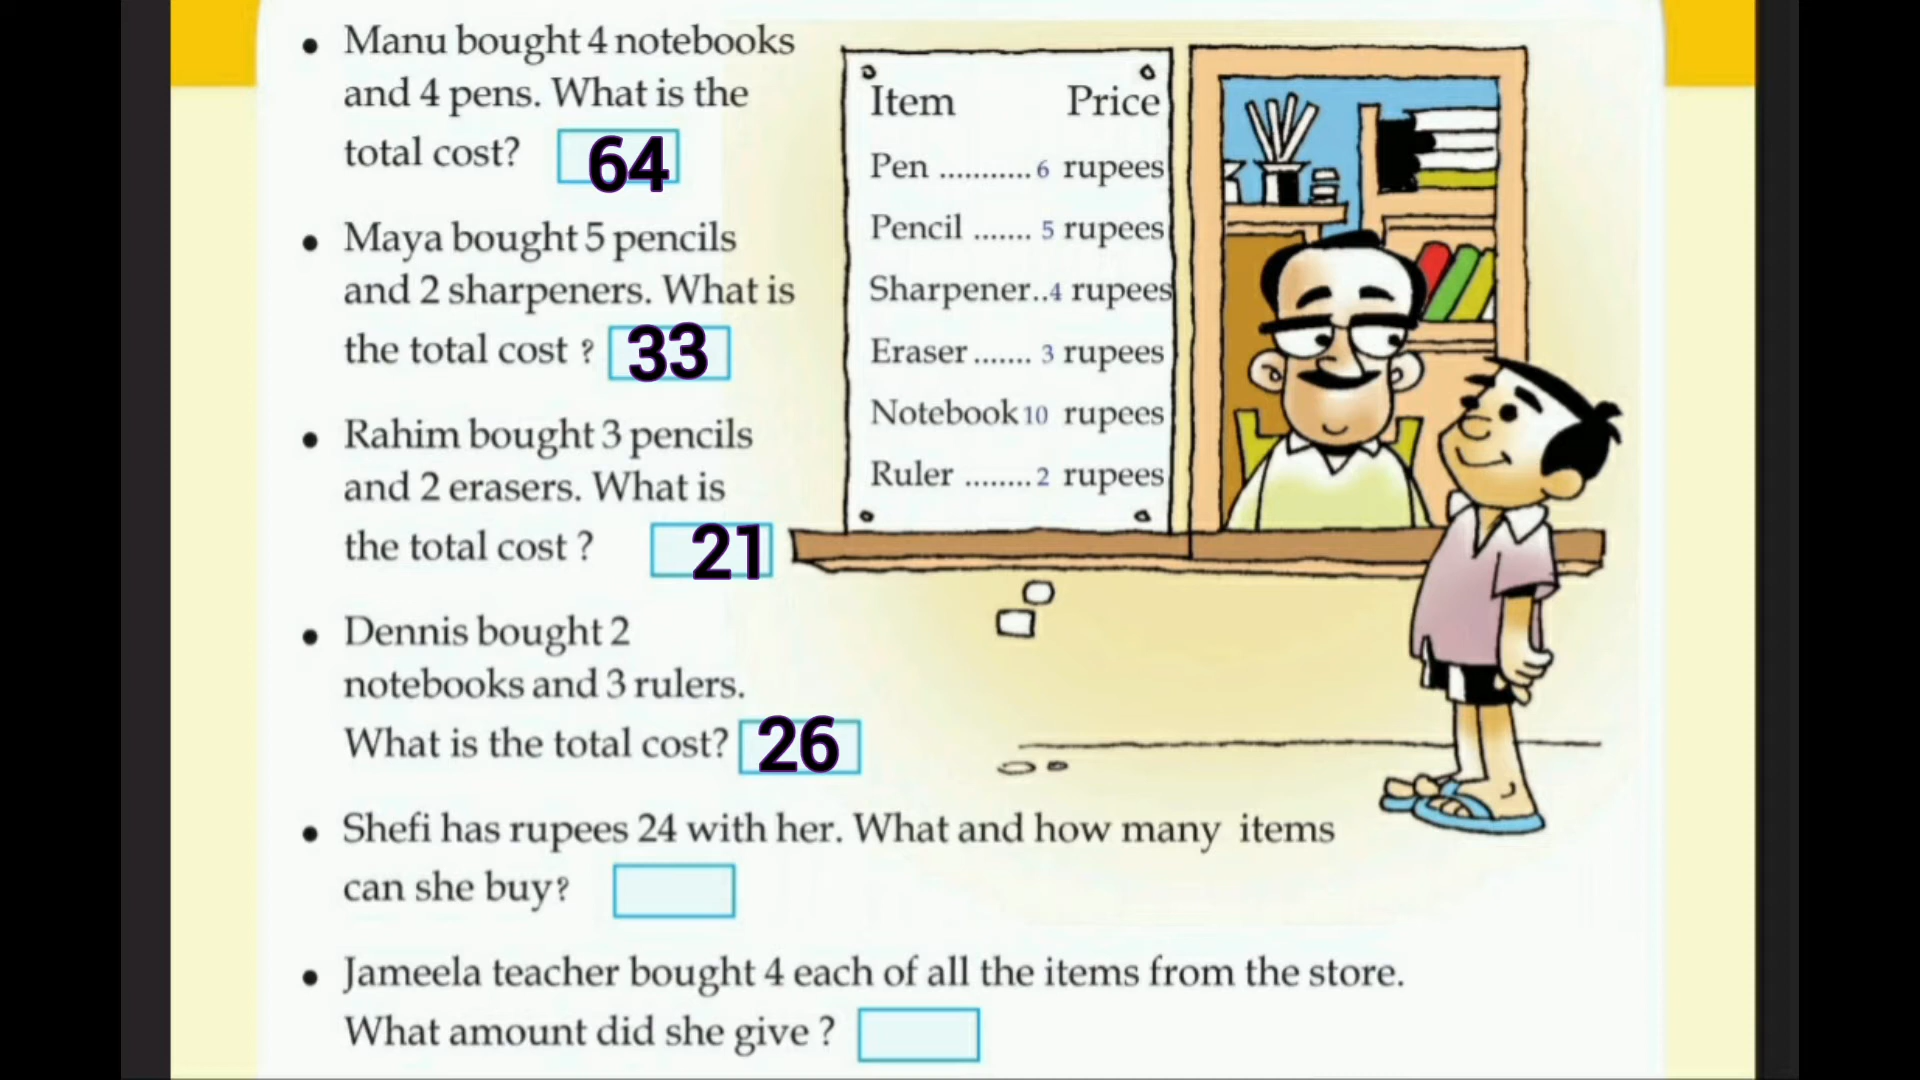 • Manu bought 4 notebooks
and 4 pens. What is the
total cost? 64
• Maya bought 5 pencils
and 2 sharpeners. What is
the total cost ? 33
• Rahim bought 3 pencils
and 2 erasers. What is
the total cost ? 21
• Dennis bought 2
notebooks and 3 rulers.
What is the total cost? 26
• Shefi has rupees 24 with her. What and how many items
can she buy?
• Jameela teacher bought 4 each of all the items from the store.
What amount did she give ?
Item Price
Pen ........... 6 rupees
Pencil ....... 5 rupees
Sharpener..4 rupees
Eraser ....... 3 rupees
Notebook 10 rupees
Ruler ........ 2 rupees